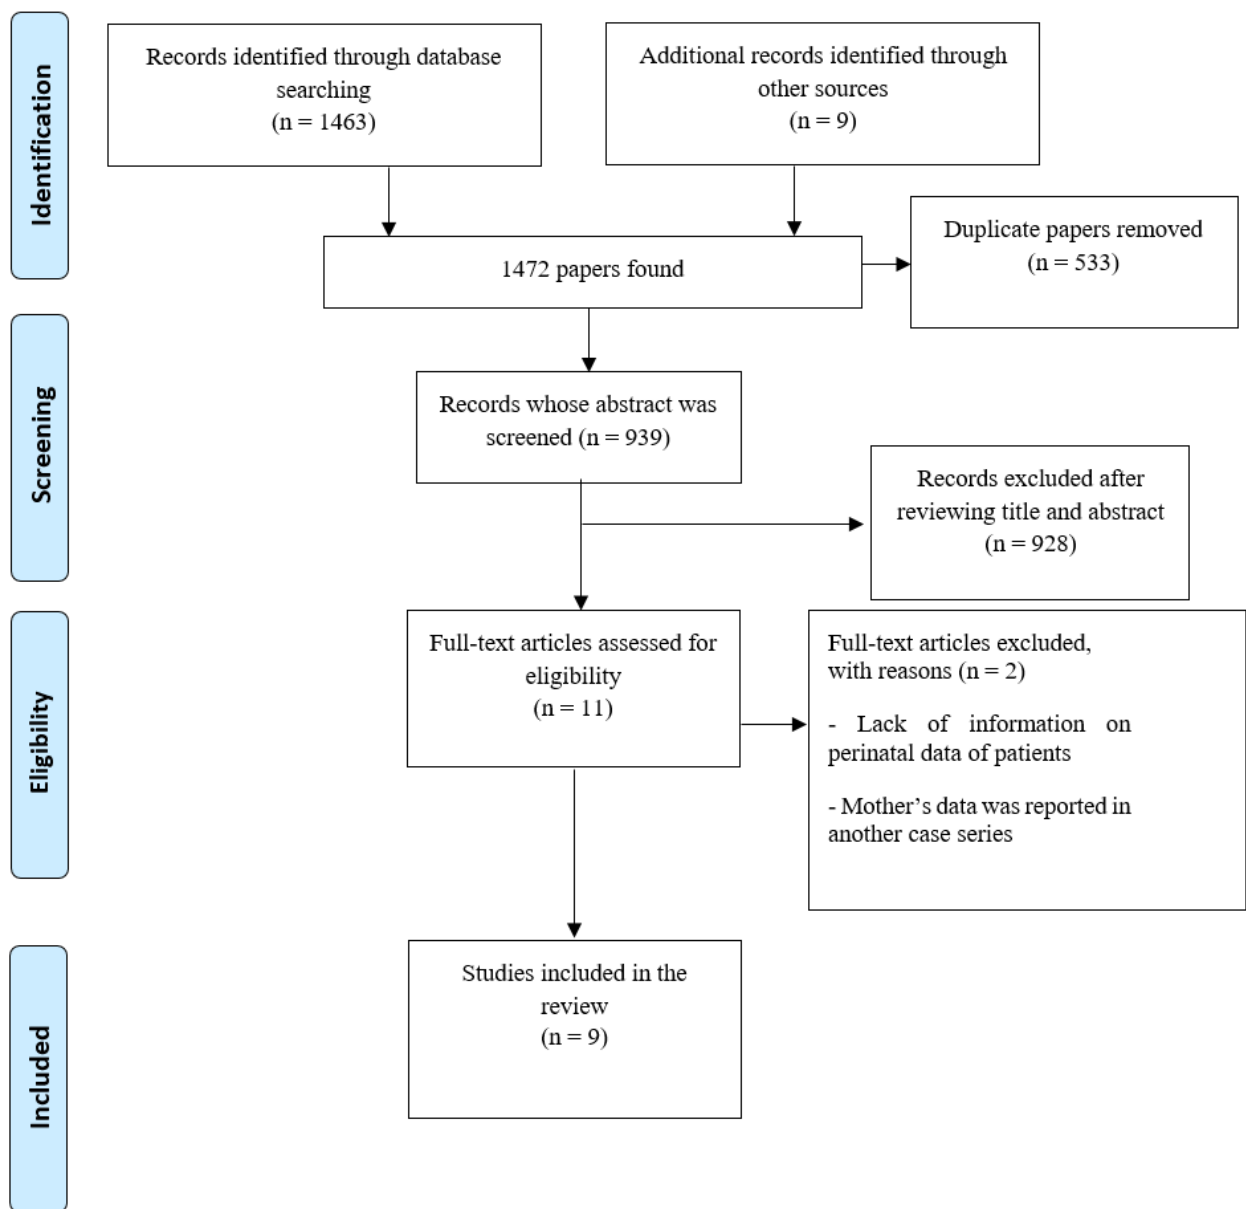 Identification
Records identified through database
searching
(n = 1463)
Additional records identified through
other sources
(n = 9)
1472 papers found
Duplicate papers removed
(n = 533)
Screening
Records whose abstract was
screened (n = 939)
Records excluded after
reviewing title and abstract
(n = 928)
Eligibility
Full-text articles assessed for
eligibility
(n = 11)
Full-text articles excluded,
with reasons (n = 2)
- Lack of information on
perinatal data of patients
- Mother’s data was reported in
another case series
Included
Studies included in the
review
(n = 9)